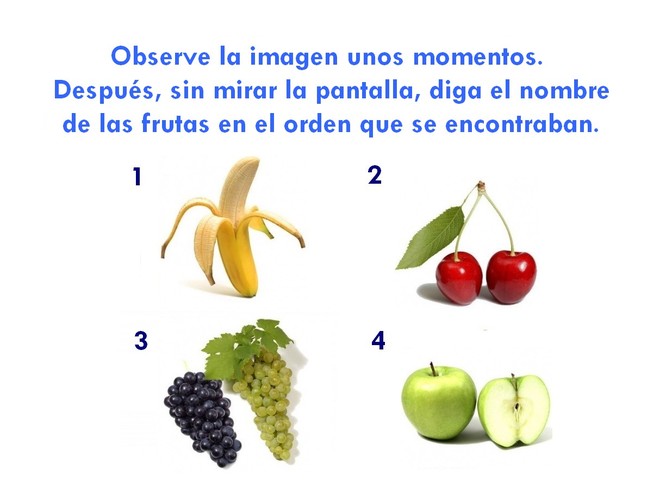 Observe la imagen unos momentos.
Después, sin mirar la pantalla, diga el nombre
de las frutas en el orden que se encontraban.
1
2
3
4